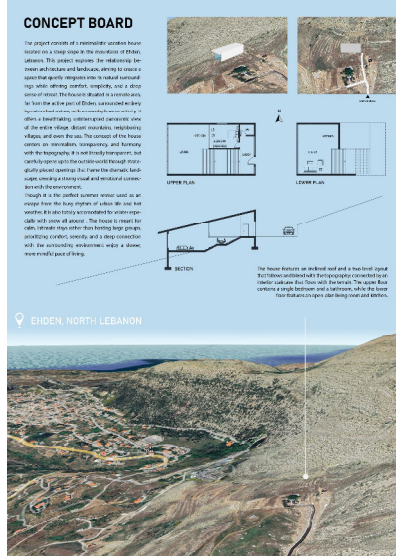 CONCEPT BOARD
The project consists of a minimalistic vacation house
located on a steep slope in the mountains of Ehden,
Lebanon. This project explores the relationship be-
tween architecture and landscape, aiming to create a
space that quietly integrates into its natural surround-
ings while offering comfort, simplicity, and a deep
sense of retreat. The house is situated in a remote area,
far from the active part of Ehden, surrounded entirely
offers a breathtaking uninterrupted panoramic view
of the entire village, distant mountains, neighboring
villages, and even the sea. The concept of the house
centers on minimalism, transparency, and harmony
with the topography. It is not literally transparent, but
carefully opens up to the outside world through strate-
gically placed openings that frame the dramatic land-
scape, creating a strong visual and emotional connec-
tion with the environment.
Though it is the perfect summer retreat used as an
escape from the busy rhythm of urban life and hot
weather, it is also totally accomodated for winter espe-
cially with snow all around. The house is meant for
calm, intimate stays rather than hosting large groups,
prioritizing comfort, serenity, and a deep connection
with the surrounding environment enjoy a slower,
more mindful pace of living.
UPPER PLAN
LOWER PLAN
SECTION
The house features an inclined roof and a two level layout
that follows and blend with the topography, connected by an
interior staircase that flows with the terrain. The upper floor
contains a single bedroom and a bathroom, while the lower
floor features an open plan living room and kitchen.
EHDEN, NORTH LEBANON